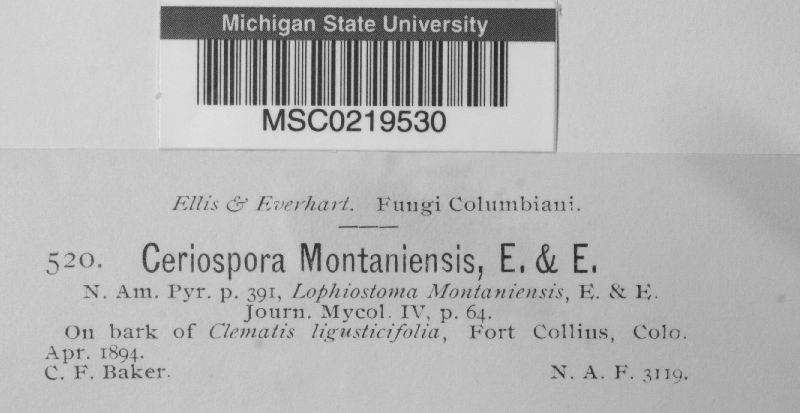 Michigan State University
MSC0219530
Ellis & Everhart. Fungi Columbiani.
520. Ceriospora Montaniensis, E. & E.
N. Am. Pyr. p. 391, Lophiostoma Montaniensis, E. & E.
Journ. Mycol. IV, p. 64.
On bark of Clematis ligusticifolia, Fort Collins, Colo.
Apr. 1894.
C. F. Baker. N. A. F. 3119.